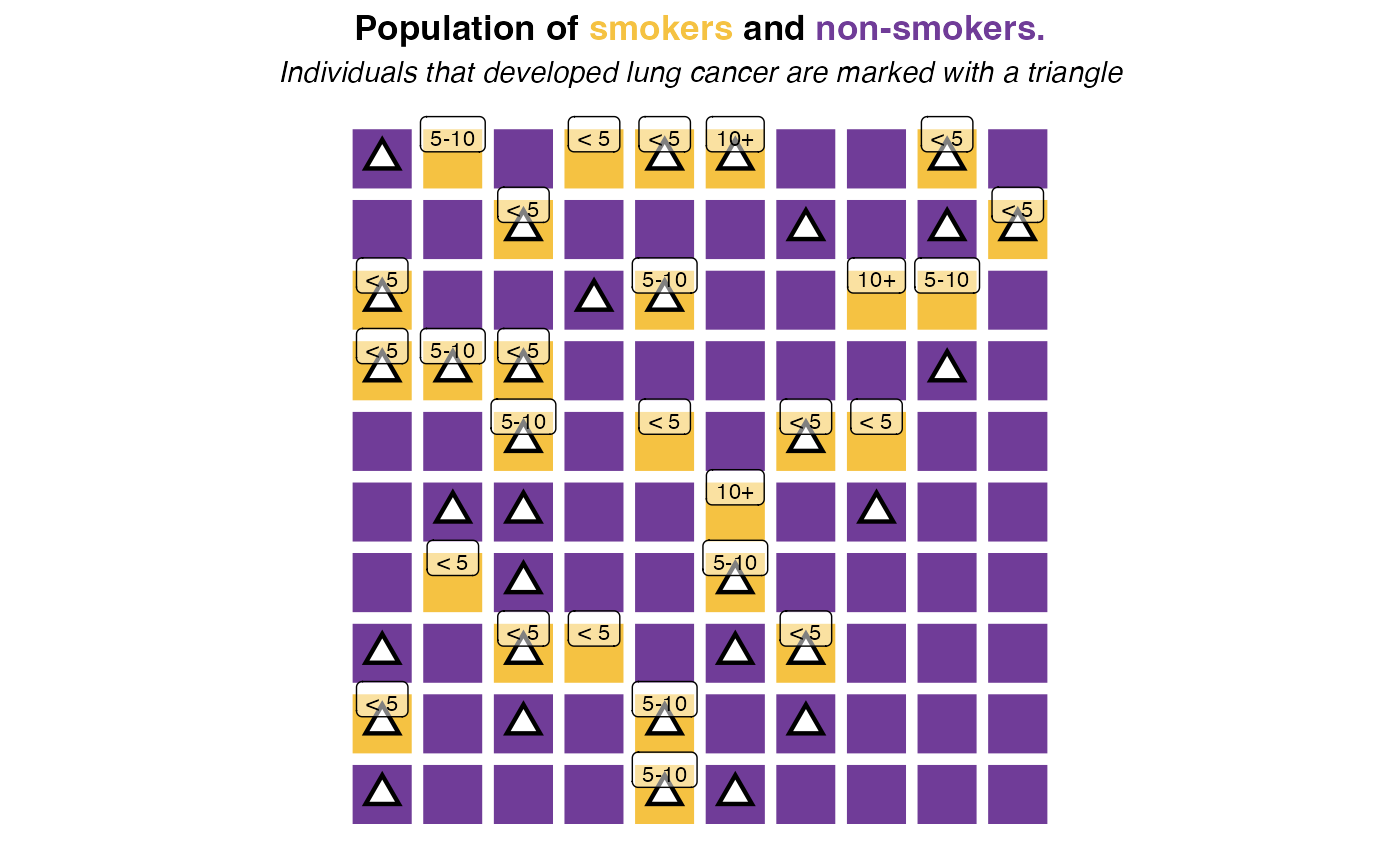 Population of smokers and non-smokers.
Individuals that developed lung cancer are marked with a triangle
5-10 < 5 < 5 10+ < 5
< 5 < 5
< 5 5-10 10+ 5-10
< 5 5-10 < 5
5-10 < 5 < 5 < 5
10+
< 5 5-10
< 5 < 5 < 5
< 5 5-10
5-10